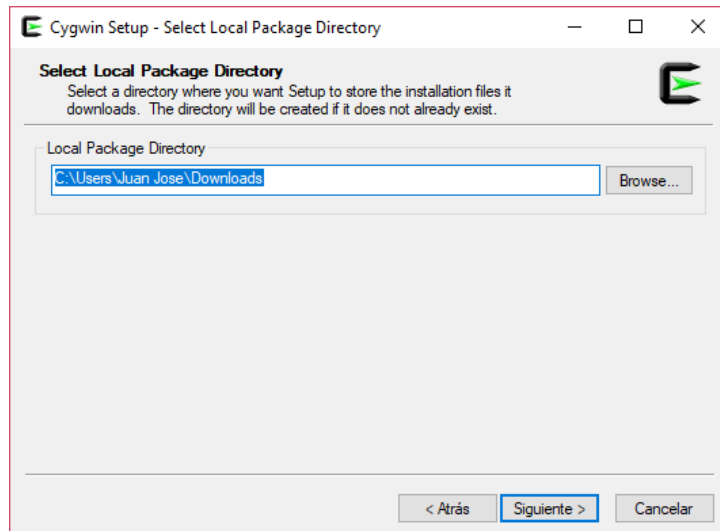 Cygwin Setup - Select Local Package Directory
Select Local Package Directory
Select a directory where you want Setup to store the installation files it
downloads. The directory will be created if it does not already exist.
Local Package Directory
C:\Users\Juan Jose\Downloads
Browse...
< Atrás
Siguiente >
Cancelar